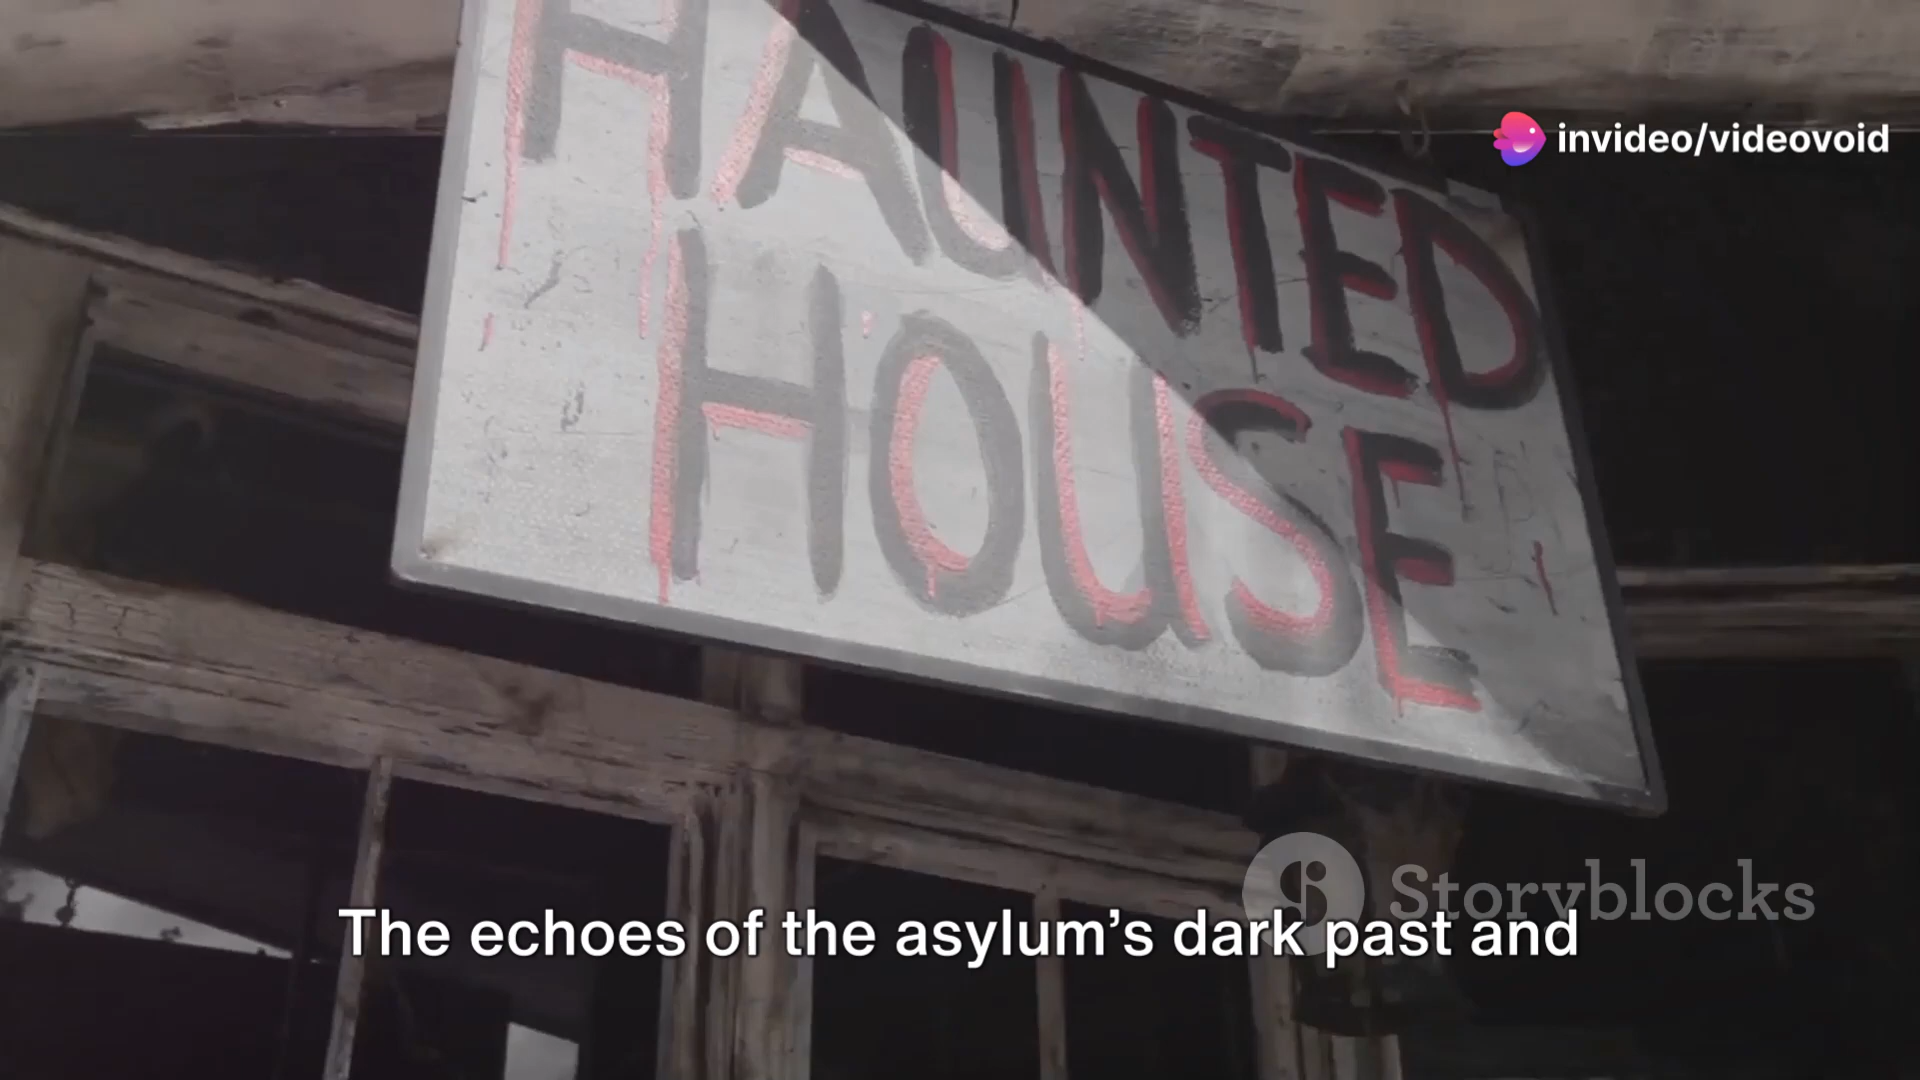 HAUNTED
HOUSE
invideo/videovoid
Storyblocks
The echoes of the asylum's dark past and